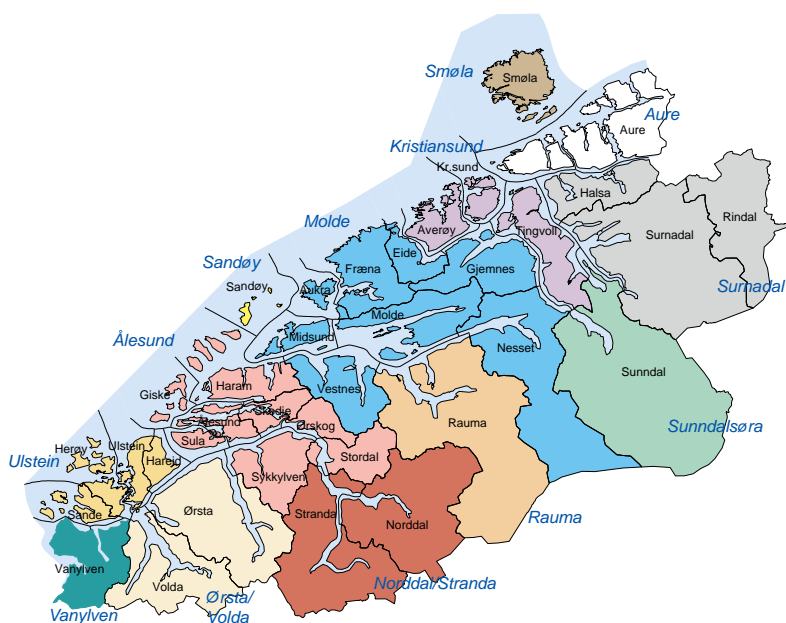 Smøla
Smøla
Aure
Aure
Kristiansund
Kr.sund
Halsa
Rindal
Molde
Averøy
Tingvoll
Surnadal
Eide
Sandøy
Fræna
Gjemnes
Surnadal
Sandøy
Aukra
Molde
Ålesund
Midsund
Nesset
Sunndal
Haram
Vestnes
Giske
Skodje
Rauma
Ålesund
Ørskog
Sunndalsøra
Sula
Ulstein
Herøy
Hareid
Stordal
Ulstein
Sykkylven
Sande
Ørsta
Stranda
Norddal
Rauma
Vanylven
Volda
Norddal/Stranda
Ørsta/
Volda
Vanylven